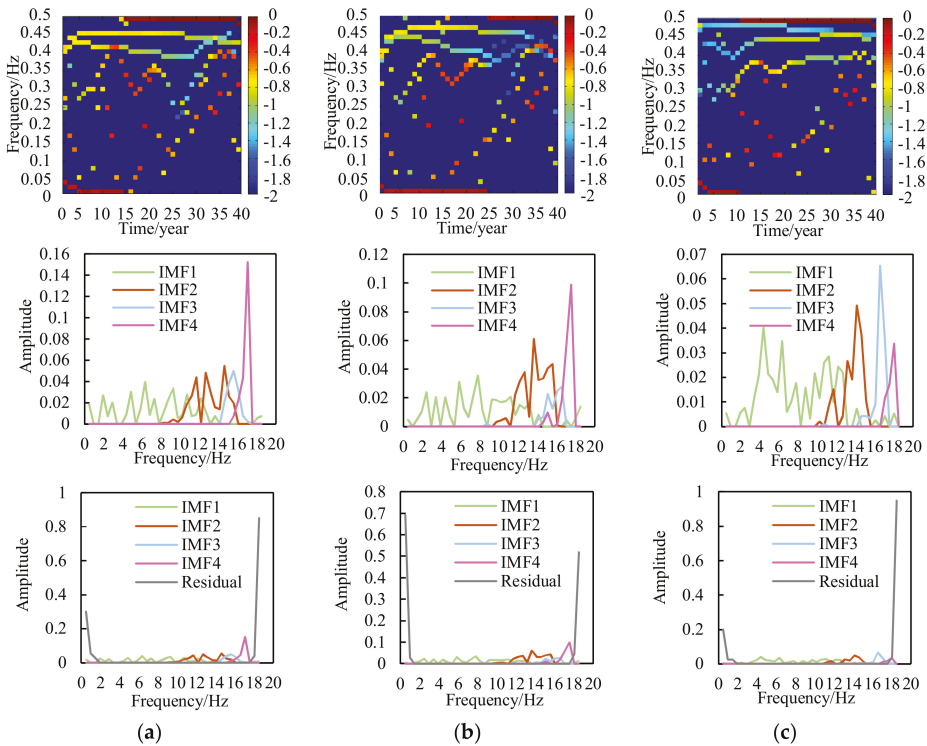 0.5
0.45
0.4
0.35
0.3
0.25
0.2
0.15
0.1
0.05
0
Frequency/Hz
0 5 10 15 20 25 30 35 40
Time/year
0
-0.2
-0.4
-0.6
-0.8
-1
-1.2
-1.4
-1.6
-1.8
-2
0.5
0.45
0.4
0.35
0.3
0.25
0.2
0.15
0.1
0.05
0
Frequency/Hz
0 5 10 15 20 25 30 35 40
Time/year
0
-0.2
-0.4
-0.6
-0.8
-1
-1.2
-1.4
-1.6
-1.8
-2
0.5
0.45
0.4
0.35
0.3
0.25
0.2
0.15
0.1
0.05
0
Frequency/Hz
0 5 10 15 20 25 30 35 40
Time/year
0
-0.2
-0.4
-0.6
-0.8
-1
-1.2
-1.4
-1.6
-1.8
-2
0.16
0.14
0.12
0.1
0.08
0.06
0.04
0.02
0
Amplitude
IMF1
IMF2
IMF3
IMF4
0 2 4 6 8 10 12 14 16 18 20
Frequency/Hz
0.12
0.1
0.08
0.06
0.04
0.02
0
Amplitude
IMF1
IMF2
IMF3
IMF4
0 2 4 6 8 10 12 14 16 18 20
Frequency/Hz
0.07
0.06
0.05
0.04
0.03
0.02
0.01
0
Amplitude
IMF1
IMF2
IMF3
IMF4
0 2 4 6 8 10 12 14 16 18 20
Frequency/Hz
1
0.8
0.6
0.4
0.2
0
Amplitude
IMF1
IMF2
IMF3
IMF4
Residual
0 2 4 6 8 10 12 14 16 18 20
Frequency/Hz
0.8
0.7
0.6
0.5
0.4
0.3
0.2
0.1
0
Amplitude
IMF1
IMF2
IMF3
IMF4
Residual
0 2 4 6 8 10 12 14 16 18 20
Frequency/Hz
1
0.8
0.6
0.4
0.2
0
Amplitude
IMF1
IMF2
IMF3
IMF4
Residual
0 2 4 6 8 10 12 14 16 18 20
Frequency/Hz
(a) (b) (c)